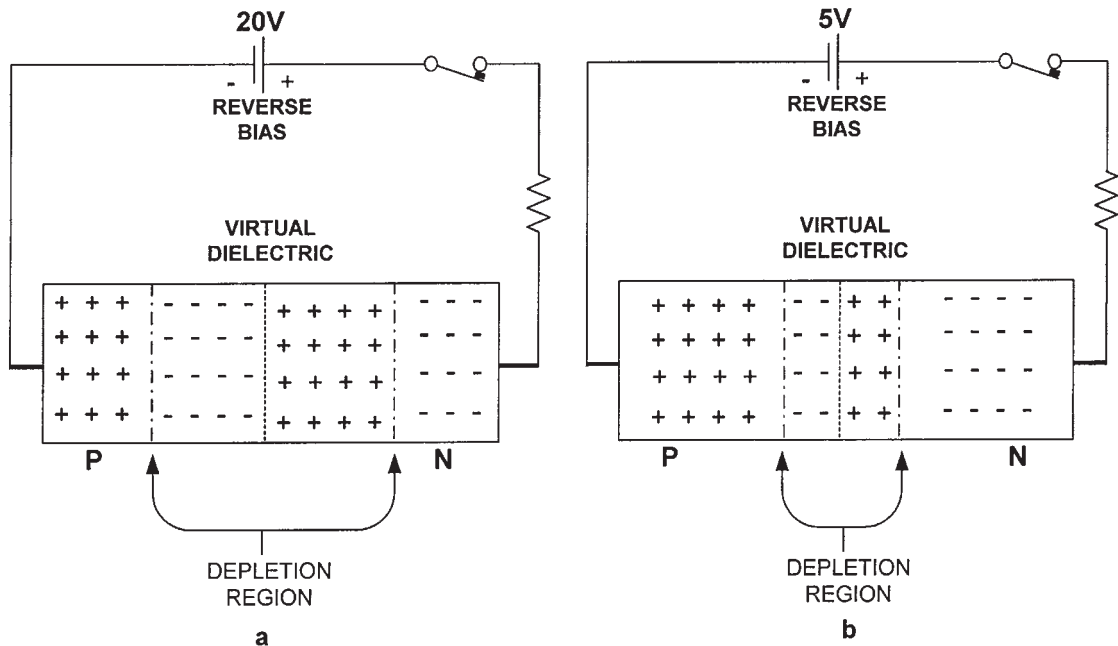 20V
- +
REVERSE
BIAS
VIRTUAL
DIELECTRIC
+ + + - - - - + + + + - - -
+ + + - - - - + + + + - - -
+ + + - - - - + + + + - - -
+ + + - - - - + + + + - - -
P N
DEPLETION
REGION
a
5V
- +
REVERSE
BIAS
VIRTUAL
DIELECTRIC
+ + + + - - + + - - - -
+ + + + - - + + - - - -
+ + + + - - + + - - - -
+ + + + - - + + - - - -
P N
DEPLETION
REGION
b